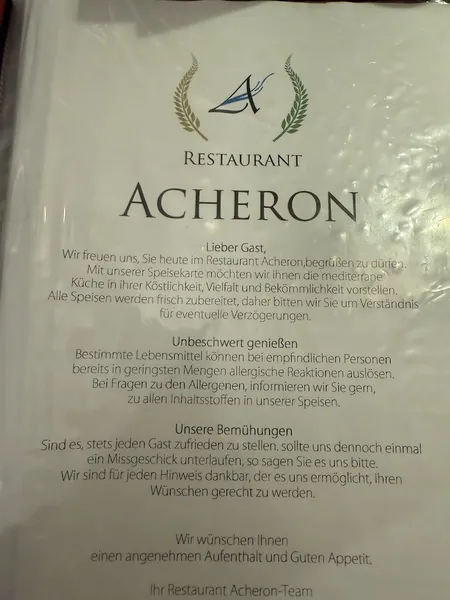 A
RESTAURANT
ACHERON
Lieber Gast,
Wir freuen uns, Sie heute im Restaurant Acheron,begrüßen zu dürfen.
Mit unserer Speisekarte möchten wir ihnen die mediterrane
Küche in ihrer Köstlichkeit, Vielfalt und Bekömmlichkeit vorstellen.
Alle Speisen werden frisch zubereitet, daher bitten wir Sie um Verständnis
für eventuelle Verzögerungen.
Unbeschwert genießen
Bestimmte Lebensmittel können bei empfindlichen Personen
bereits in geringsten Mengen allergische Reaktionen auslösen.
Bei Fragen zu den Allergenen, informieren wir Sie gern,
zu allen Inhaltsstoffen in unserer Speisen.
Unsere Bemühungen
Sind es, stets jeden Gast zufrieden zu stellen, sollte uns dennoch einmal
ein Missgeschick unterlaufen, so sagen Sie es uns bitte.
Wir sind für jeden Hinweis dankbar, der es uns ermöglicht, Ihren
Wünschen gerecht zu werden.
Wir wünschen Ihnen
einen angenehmen Aufenthalt und Guten Appetit.
Ihr Restaurant Acheron-Team